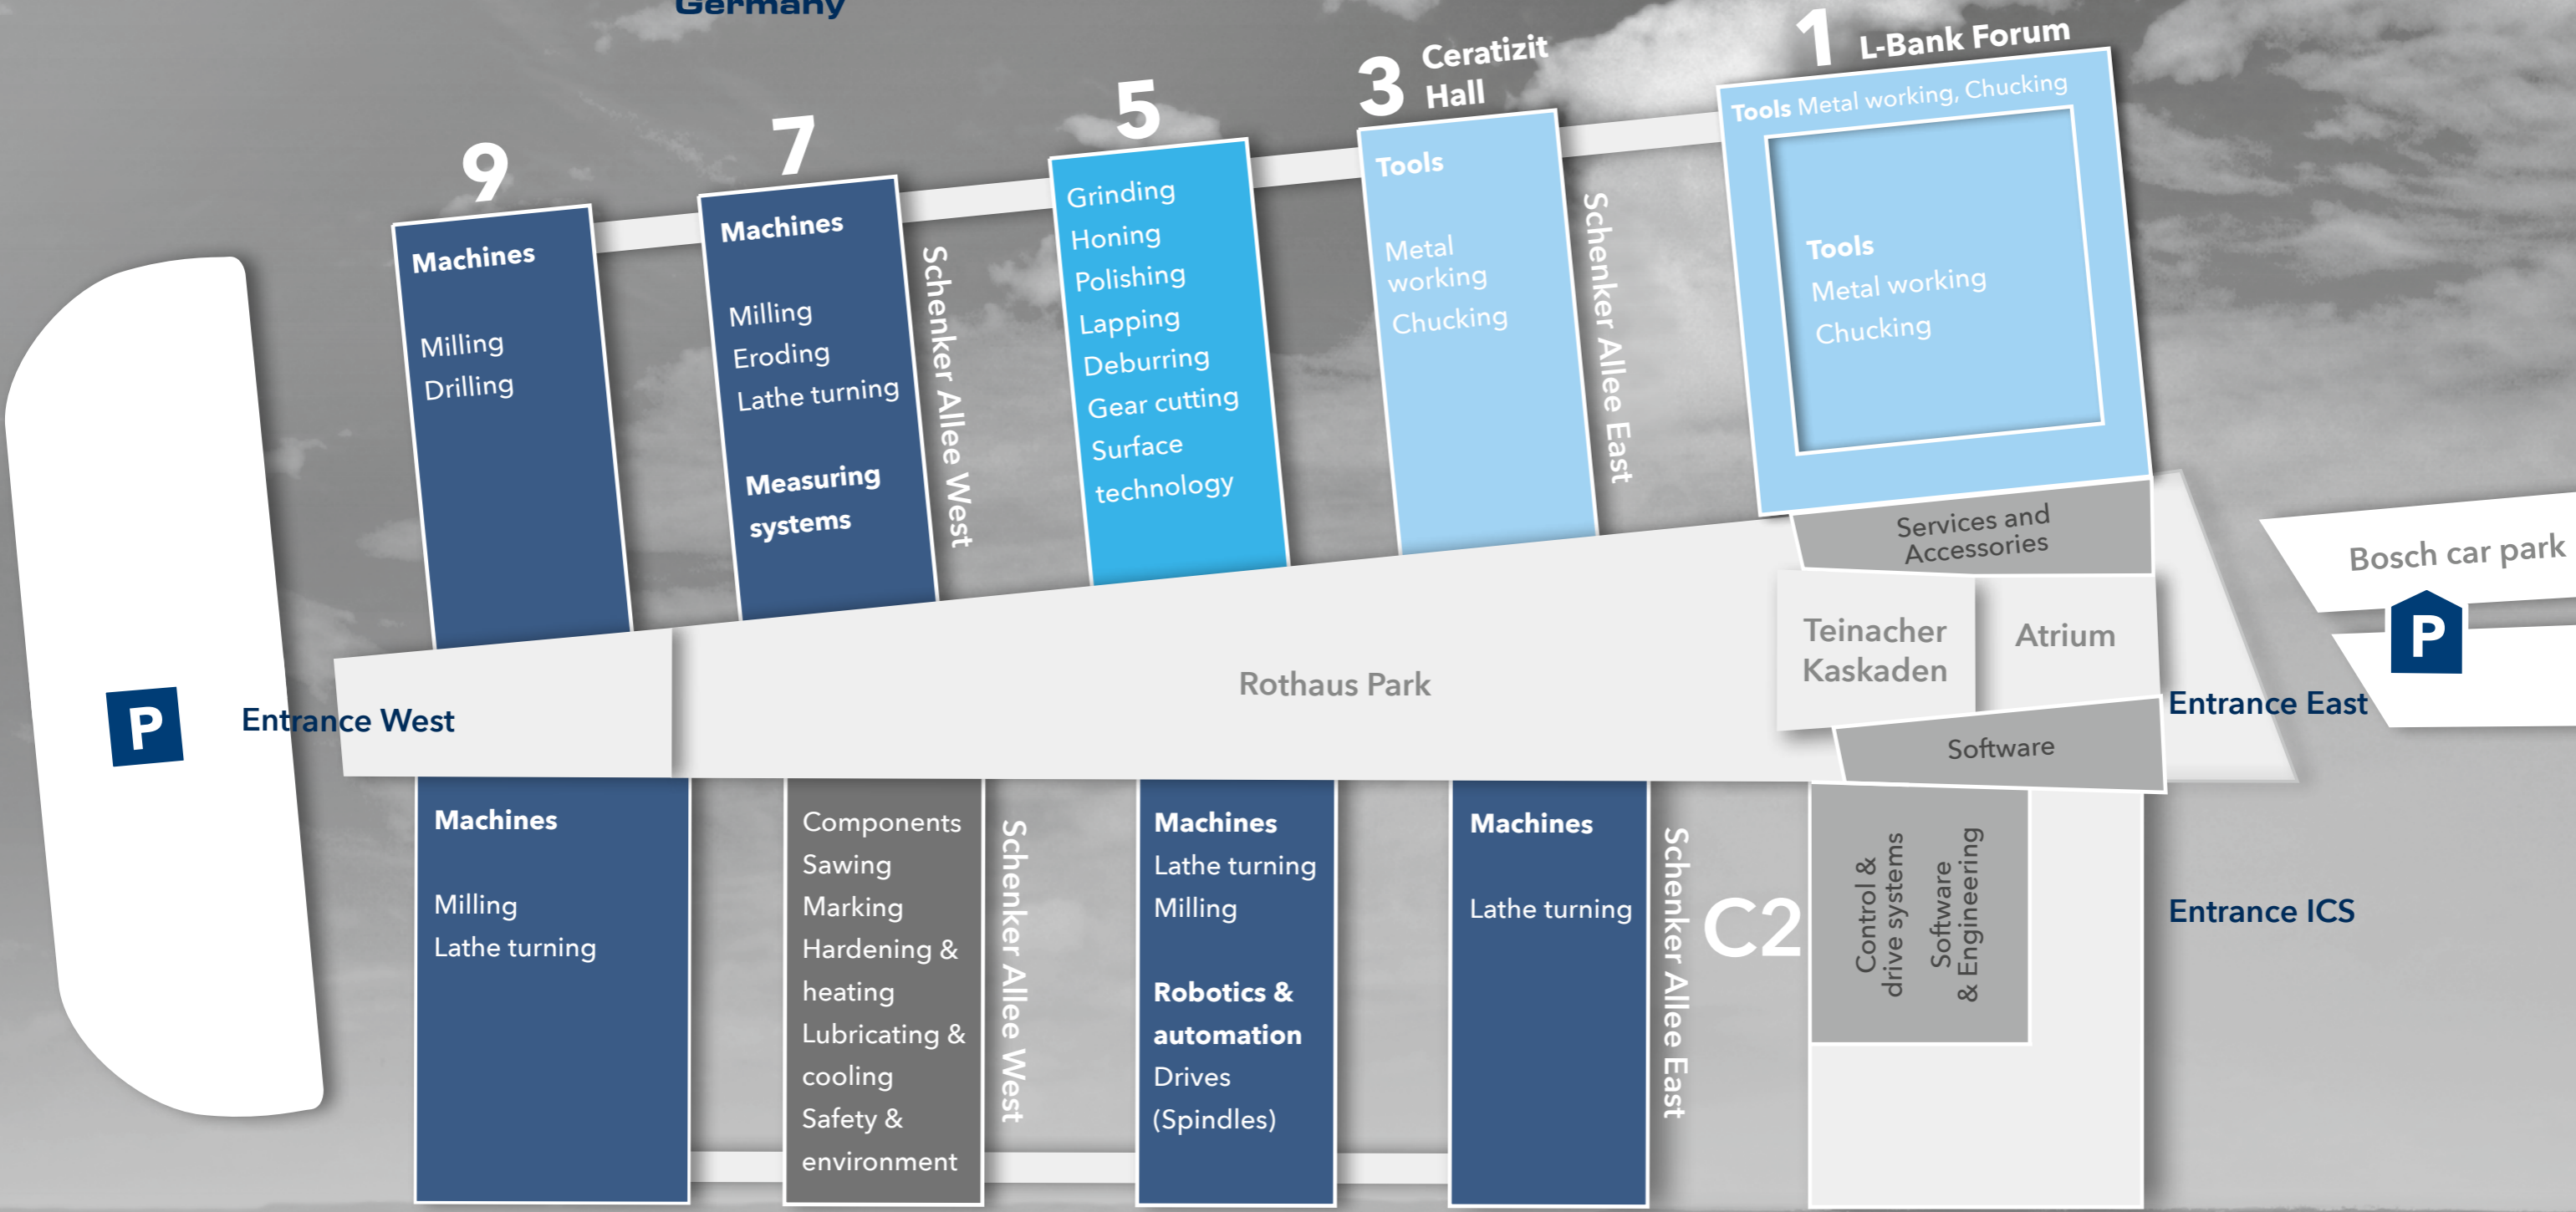 Germany
9
Machines
Milling
Drilling
7
Machines
Milling
Eroding
Lathe turning
Measuring
systems
Schenker Allee West
5
Grinding
Honing
Polishing
Lapping
Deburring
Gear cutting
Surface
technology
3
Ceratizit
Hall
Tools
Metal
working
Chucking
Schenker Allee East
1
L-Bank Forum
Tools Metal working, Chucking
Tools
Metal working
Chucking
Services and
Accessories
Bosch car park
P
Teinacher
Kaskaden
Atrium
Rothaus Park
P
Entrance West
Entrance East
Software
Machines
Milling
Lathe turning
Components
Sawing
Marking
Hardening &
heating
Lubricating &
cooling
Safety &
environment
Schenker Allee West
Machines
Lathe turning
Milling
Robotics &
automation
Drives
(Spindles)
Machines
Lathe turning
Schenker Allee East
C2
Control &
drive systems
Software
& Engineering
Entrance ICS